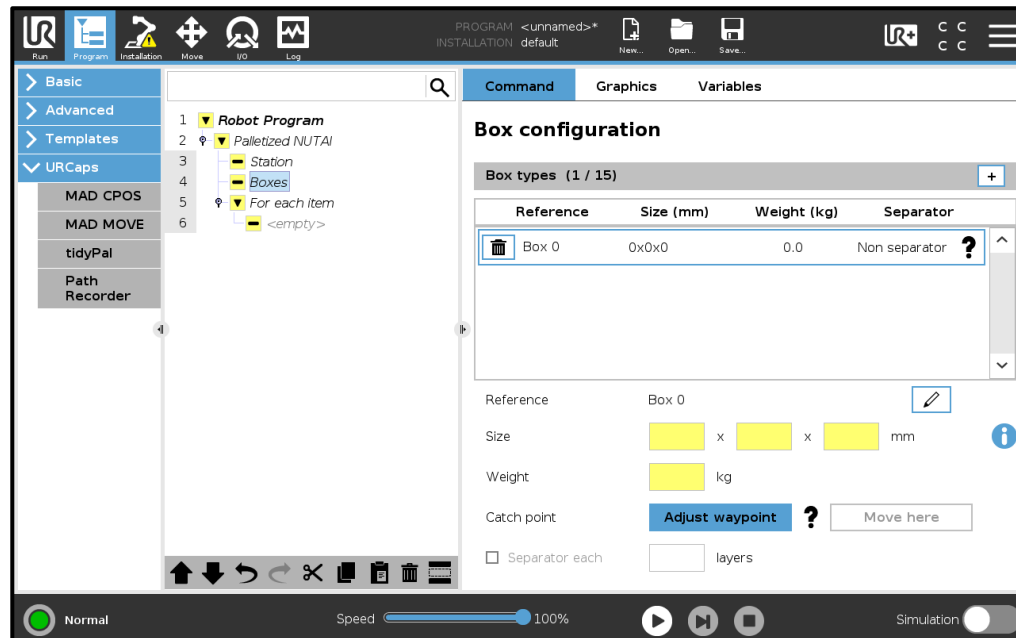 PROGRAM <unnamed>*
INSTALLATION default
UR UR+ C C
C C
Run Program Installation Move I/O Log New... Open... Save...
Basic
Advanced
Templates
URCaps
MAD CPOS
MAD MOVE
tidyPal
Path
Recorder
1 Robot Program
2 Palletized NUTAI
3 Station
4 Boxes
5 For each item
6 <empty>
Command Graphics Variables
Box configuration
Box types (1 / 15) +
Reference Size (mm) Weight (kg) Separator
Box 0 0x0x0 0.0 Non separator ?
Reference Box 0
Size x x mm i
Weight kg
Catch point Adjust waypoint ? Move here
Separator each layers
Normal Speed 100% Simulation